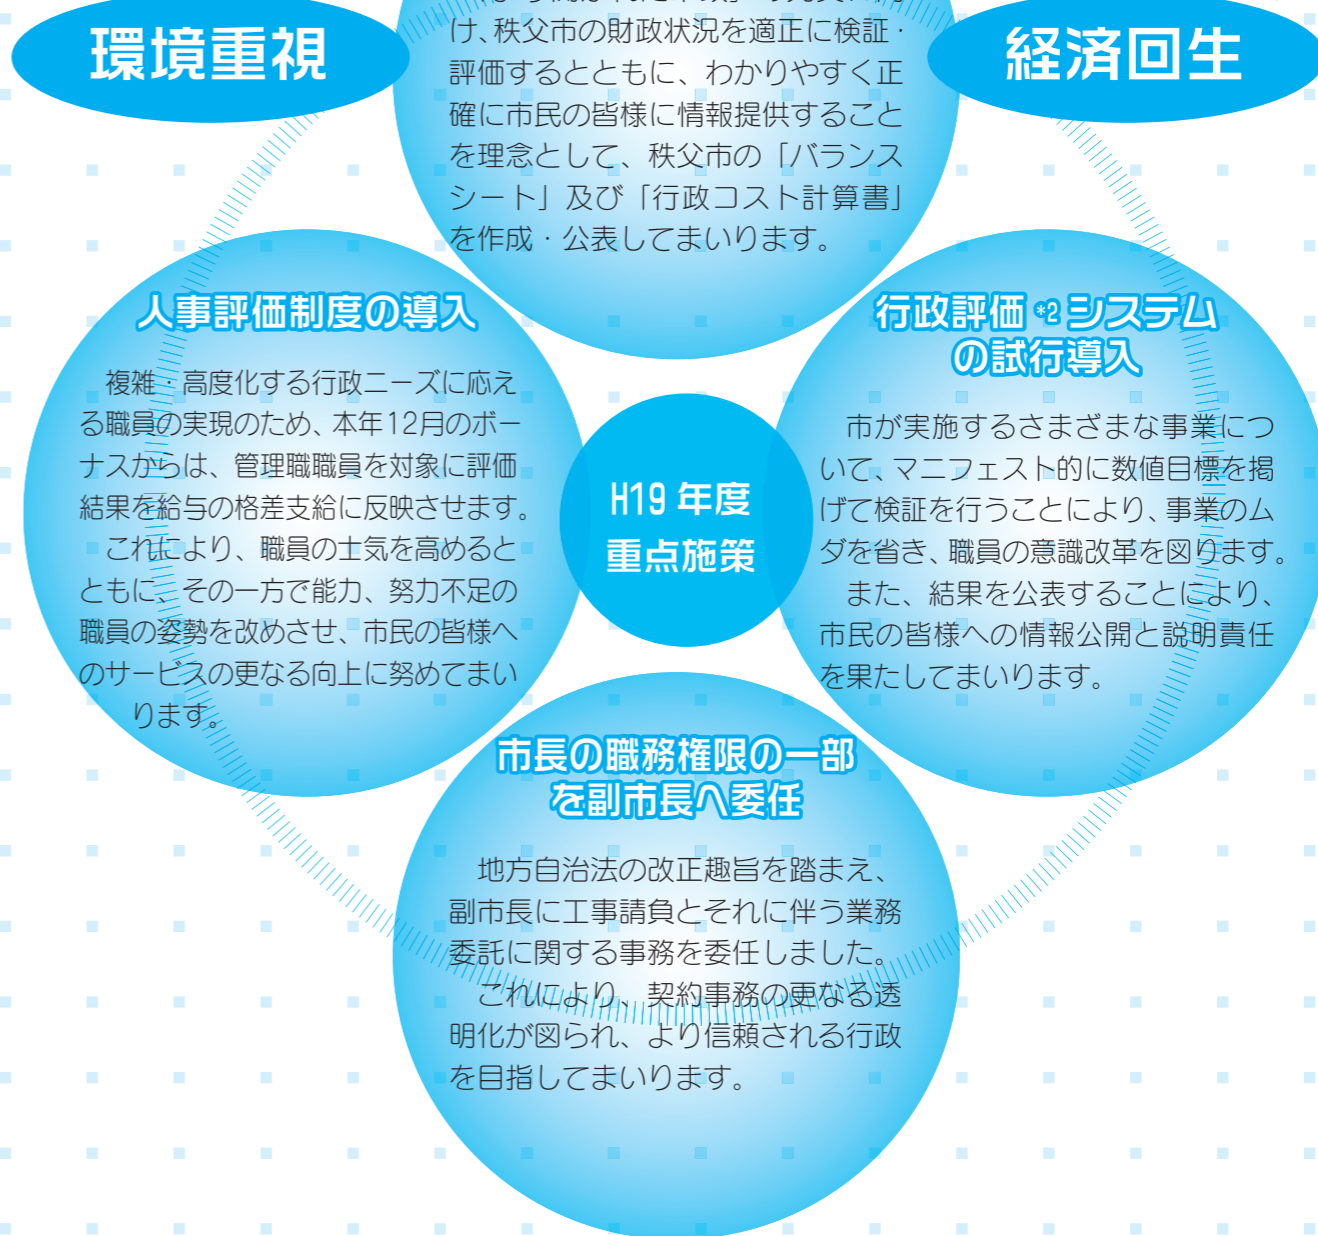 環境重視
経済回生
け、秩父市の財政状況を適正に検証・
評価するとともに、わかりやすく正
確に市民の皆様に情報提供すること
を理念として、秩父市の「バランス
シート」及び「行政コスト計算書」
を作成・公表してまいります。
人事評価制度の導入
複雑・高度化する行政ニーズに応え
る職員の実現のため、本年12月のボー
ナスからは、管理職職員を対象に評価
結果を給与の格差支給に反映させます。
これにより、職員の士気を高めると
ともに、その一方で能力、努力不足の
職員の姿勢を改めさせ、市民の皆様へ
のサービスの更なる向上に努めてまい
ります。
H19 年度
重点施策
行政評価 *2 システム
の試行導入
市が実施するさまざまな事業につ
いて、マニフェスト的に数値目標を掲
げて検証を行うことにより、事業のム
ダを省き、職員の意識改革を図ります。
また、結果を公表することにより、
市民の皆様への情報公開と説明責任
を果たしてまいります。
市長の職務権限の一部
を副市長へ委任
地方自治法の改正趣旨を踏まえ、
副市長に工事請負とそれに伴う業務
委託に関する事務を委任しました。
これにより、契約事務の更なる透
明化が図られ、より信頼される行政
を目指してまいります。